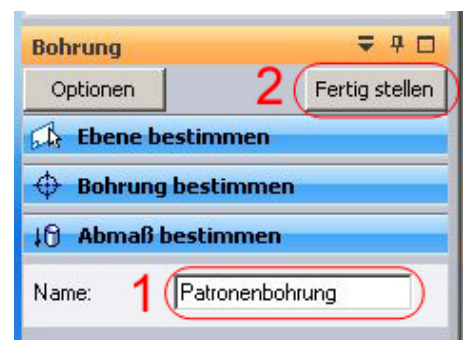 Bohrung
Optionen 2 Fertig stellen
Ebene bestimmen
Bohrung bestimmen
Abmaß bestimmen
Name: 1 Patronenbohrung